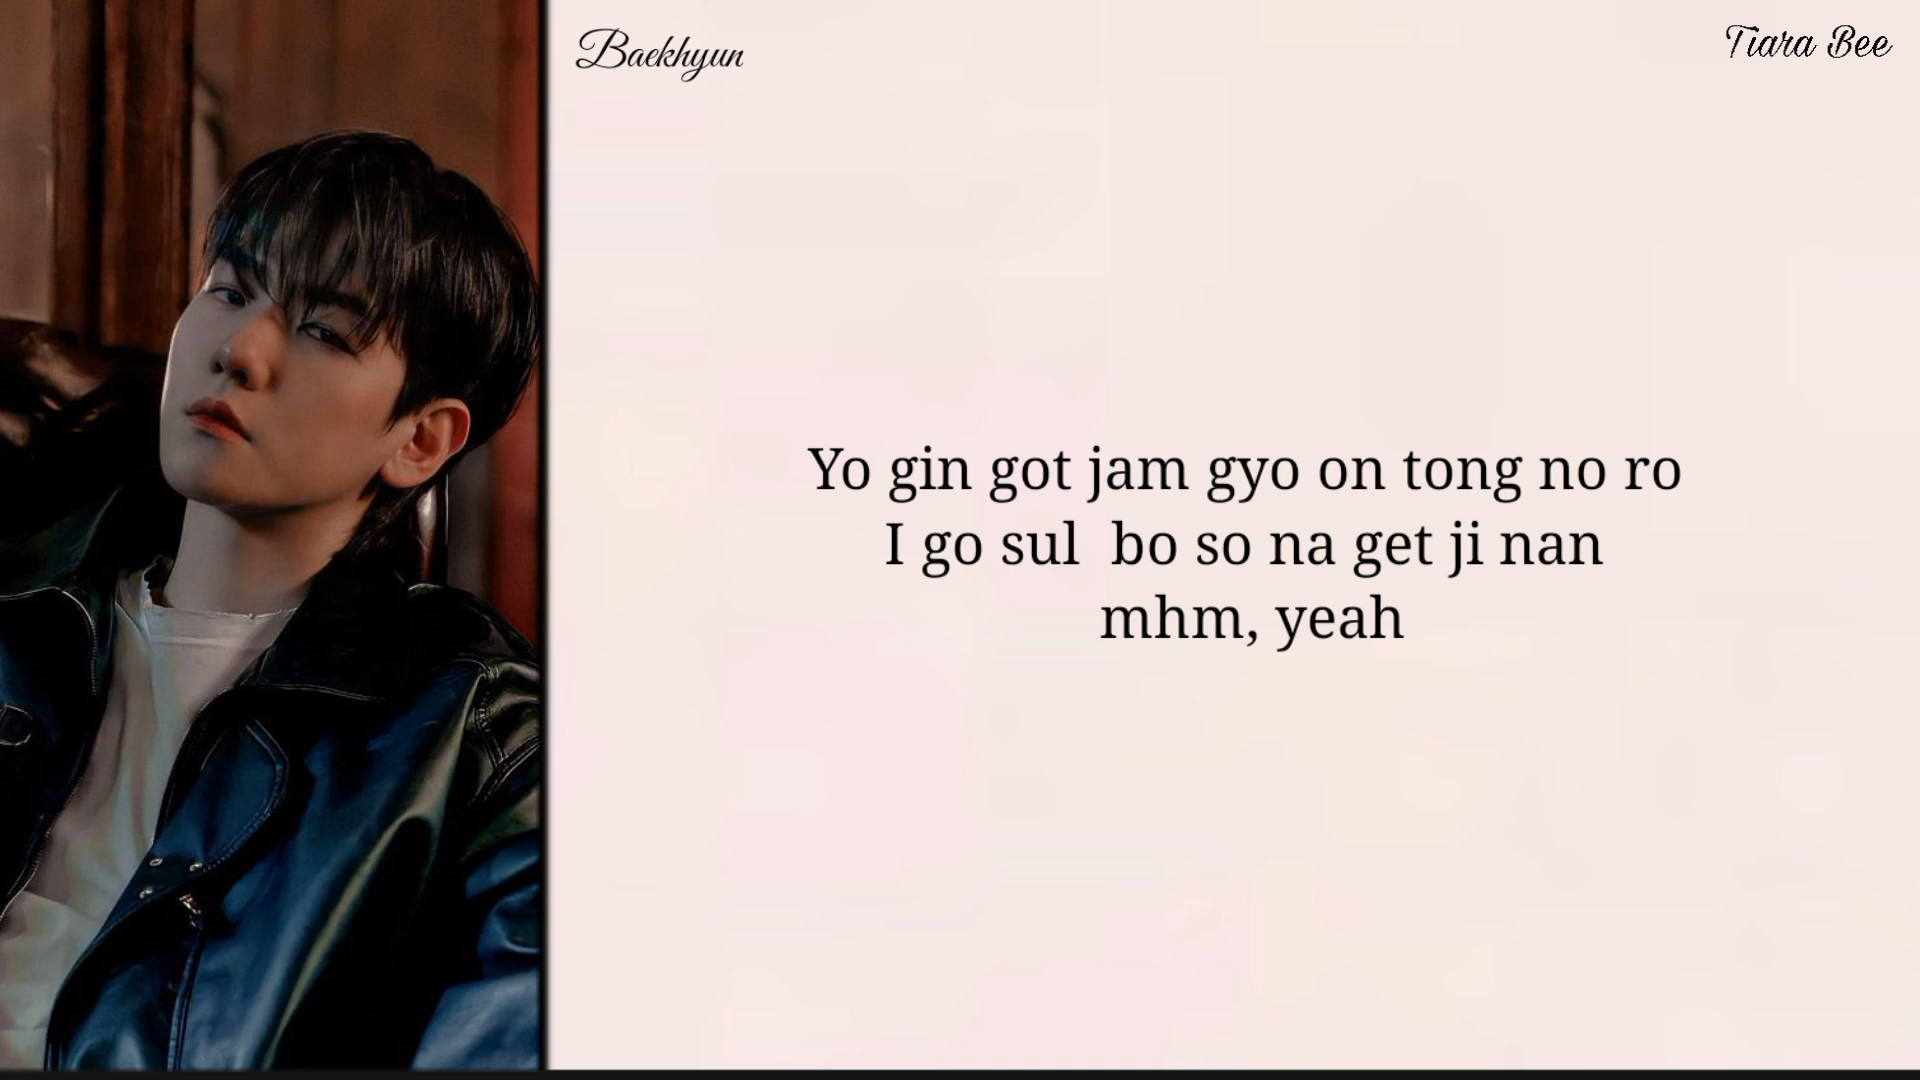 Baekhyun
Tiara Bee
Yo gin got jam gyo on tong no ro
I go sul bo so na get ji nan
mhm, yeah